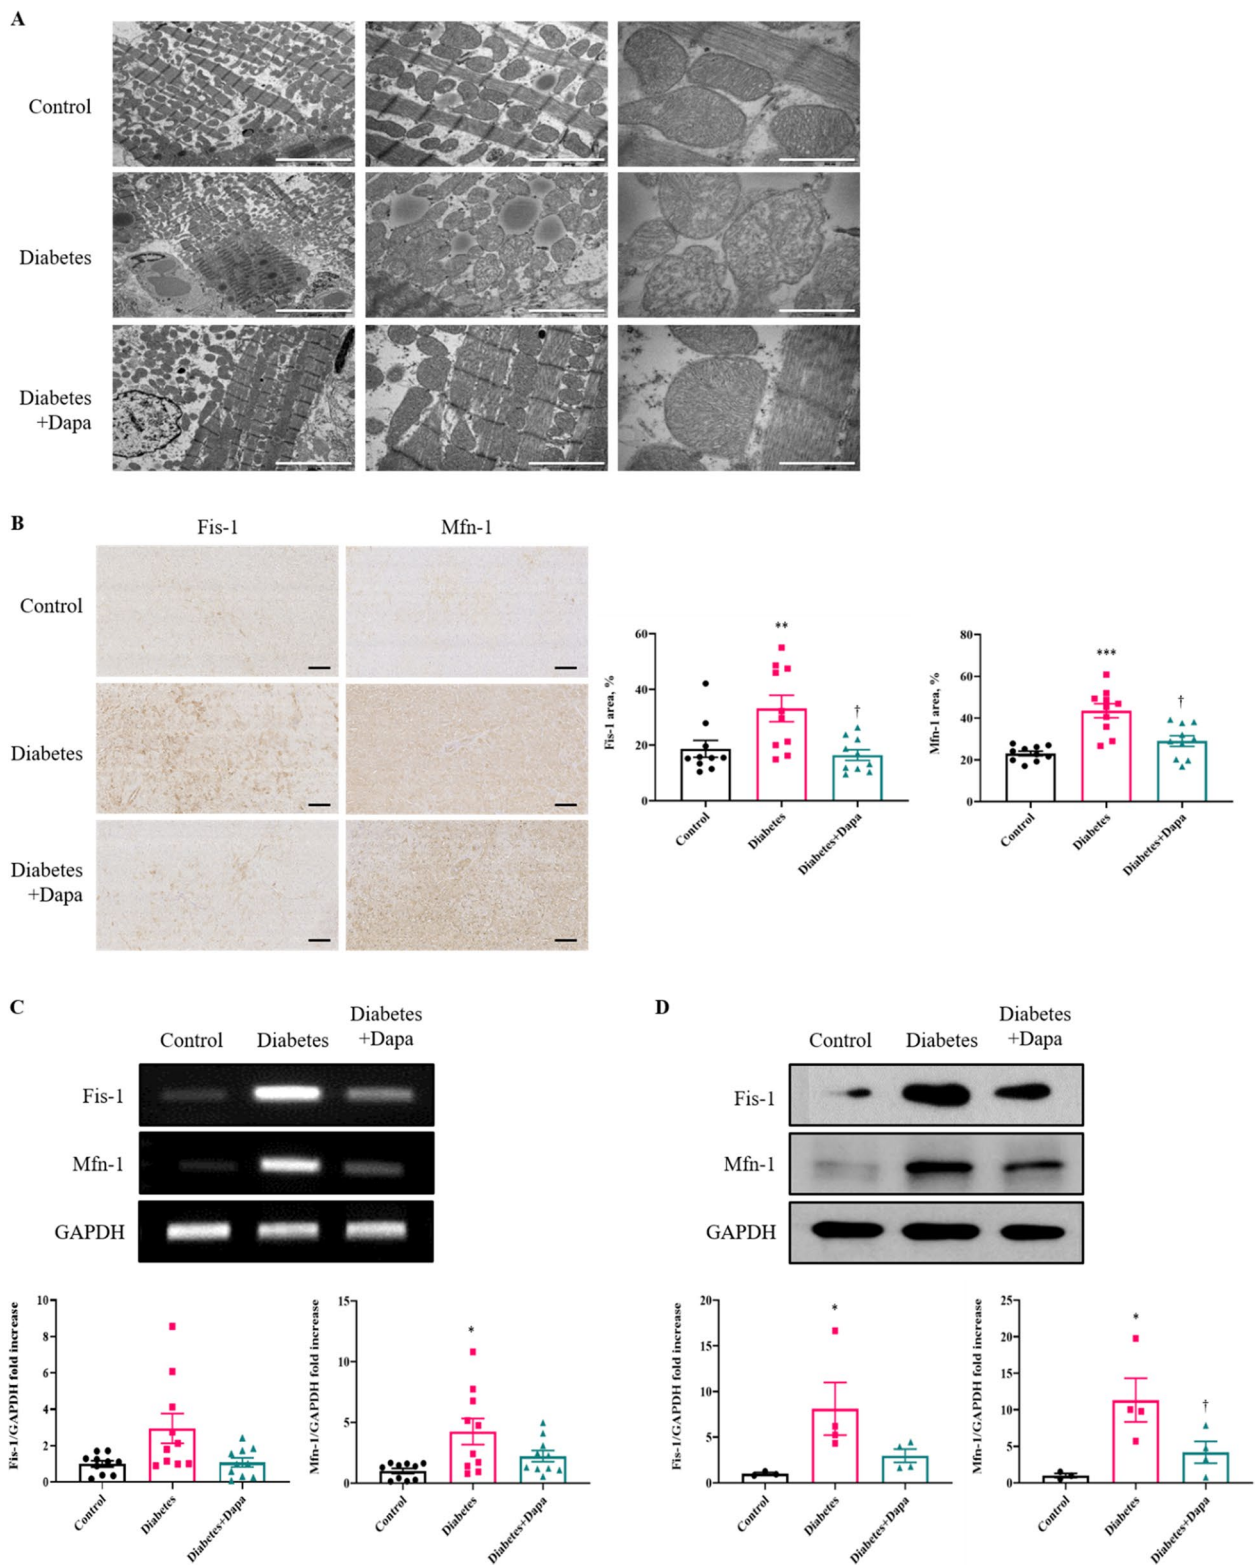 A
Control
Diabetes
Diabetes
+Dapa
B
Fis-1
Mfn-1
Control
Diabetes
Diabetes
+Dapa
Fis-1 area, %
60
40
20
0
**
†
Control
Diabetes
Diabetes+Dapa
Mfn-1 area, %
80
60
40
20
0
***
†
Control
Diabetes
Diabetes+Dapa
C
Control
Diabetes
Diabetes
+Dapa
Fis-1
Mfn-1
GAPDH
Fis-1/GAPDH fold increase
10
8
6
4
2
0
Control
Diabetes
Diabetes+Dapa
Mfn-1/GAPDH fold increase
15
10
5
0
*
Control
Diabetes
Diabetes+Dapa
D
Control
Diabetes
Diabetes
+Dapa
Fis-1
Mfn-1
GAPDH
Fis-1/GAPDH fold increase
20
15
10
5
0
*
Control
Diabetes
Diabetes+Dapa
Mfn-1/GAPDH fold increase
25
20
15
10
5
0
*
†
Control
Diabetes
Diabetes+Dapa